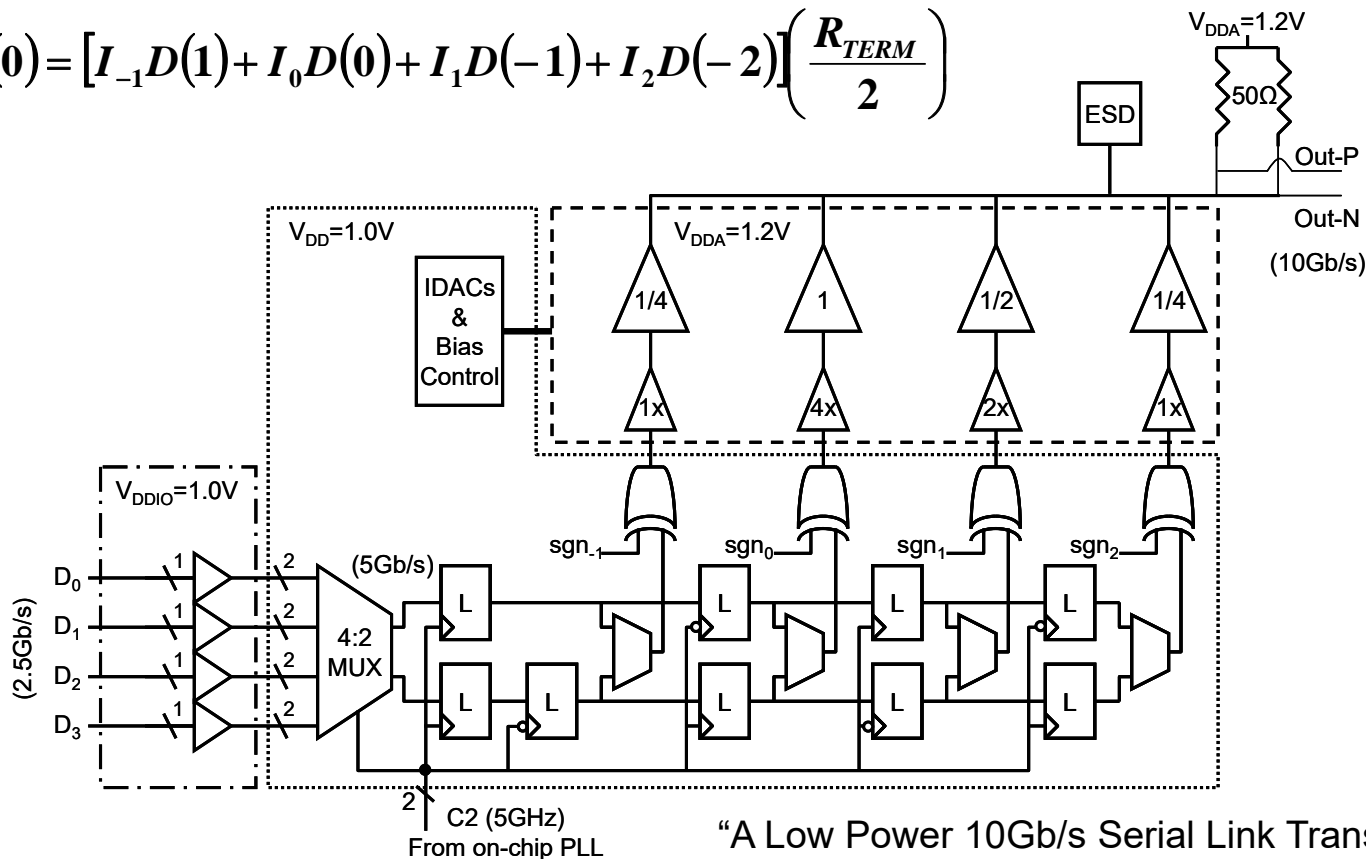 0) = [I₋₁D(1) + I₀D(0) + I₁D(−1) + I₂D(−2)](R_TERM / 2)
V_DDA=1.2V
50Ω
ESD
Out-P
Out-N
(10Gb/s)
V_DD=1.0V
V_DDA=1.2V
IDACs
&
Bias
Control
1/4
1
1/2
1/4
1x
4x
2x
1x
V_DDIO=1.0V
sgn₋₁
sgn₀
sgn₁
sgn₂
(2.5Gb/s)
D₀
D₁
D₂
D₃
1
1
1
1
2
2
2
2
4:2
MUX
(5Gb/s)
L
L
L
L
L
L
L
L
L
2
C2 (5GHz)
From on-chip PLL
“A Low Power 10Gb/s Serial Link